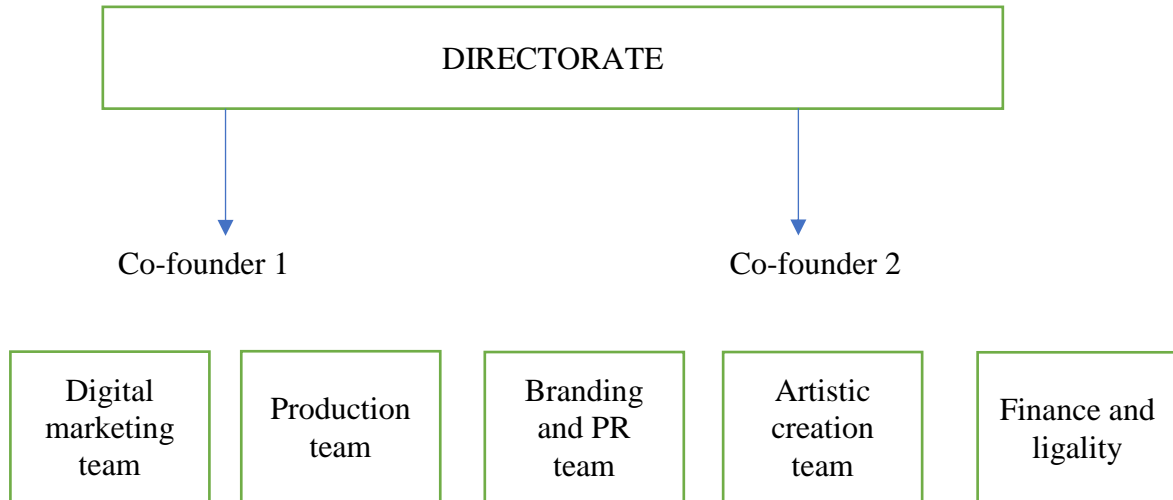 DIRECTORATE
Co-founder 1
Co-founder 2
Digital
marketing
team
Production
team
Branding
and PR
team
Artistic
creation
team
Finance and
ligality